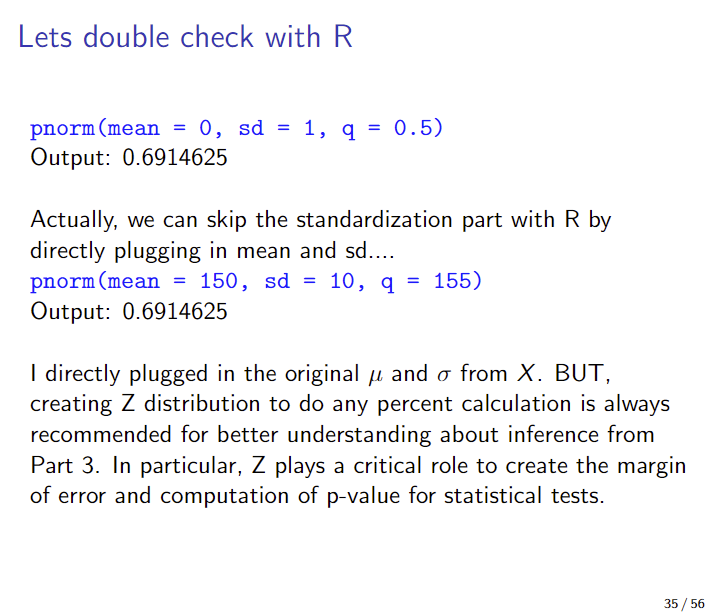 Lets double check with R
pnorm(mean = 0, sd = 1, q = 0.5)
Output: 0.6914625
Actually, we can skip the standardization part with R by
directly plugging in mean and sd....
pnorm(mean = 150, sd = 10, q = 155)
Output: 0.6914625
I directly plugged in the original μ and σ from X. BUT,
creating Z distribution to do any percent calculation is always
recommended for better understanding about inference from
Part 3. In particular, Z plays a critical role to create the margin
of error and computation of p-value for statistical tests.
35 / 56